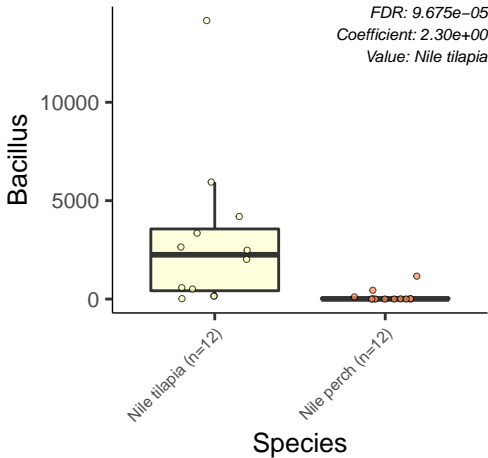 FDR: 9.675e−05
Coefficient: 2.30e+00
Value: Nile tilapia
Bacillus
10000
5000
0
Nile tilapia (n=12)
Nile perch (n=12)
Species